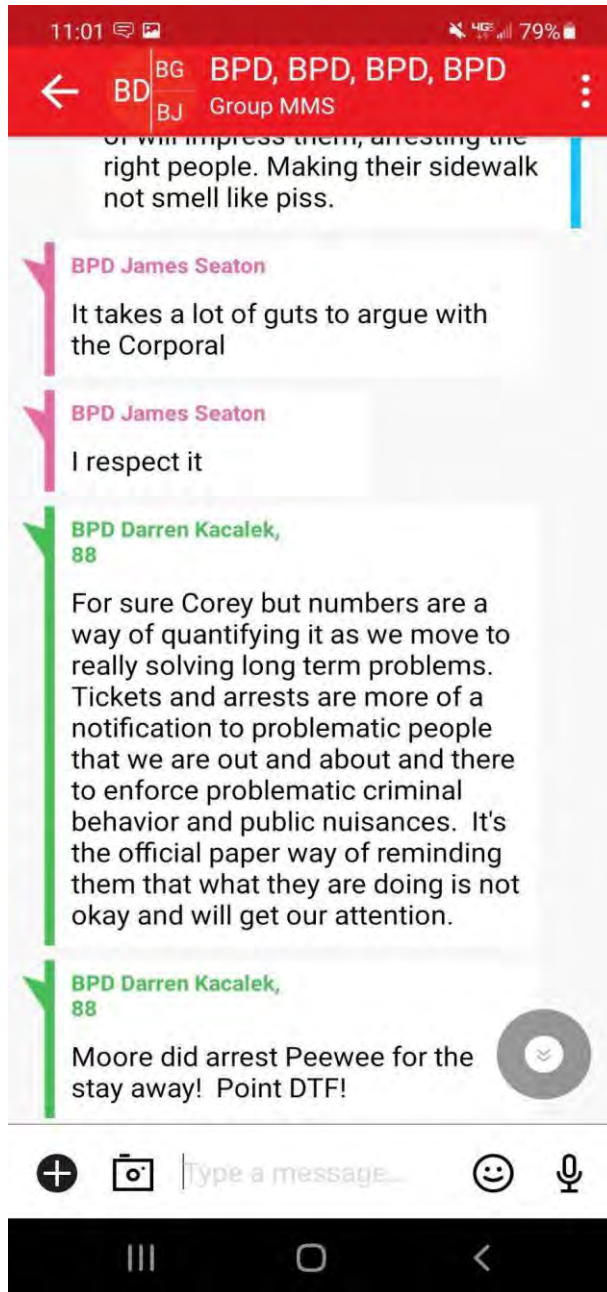 11:01 79%
BD BG BJ BPD, BPD, BPD, BPD
Group MMS
of will impress them, arresting the
right people. Making their sidewalk
not smell like piss.
BPD James Seaton
It takes a lot of guts to argue with
the Corporal
BPD James Seaton
I respect it
BPD Darren Kacalek,
88
For sure Corey but numbers are a
way of quantifying it as we move to
really solving long term problems.
Tickets and arrests are more of a
notification to problematic people
that we are out and about and there
to enforce problematic criminal
behavior and public nuisances. It's
the official paper way of reminding
them that what they are doing is not
okay and will get our attention.
BPD Darren Kacalek,
88
Moore did arrest Peewee for the
stay away! Point DTF!
Type a message...